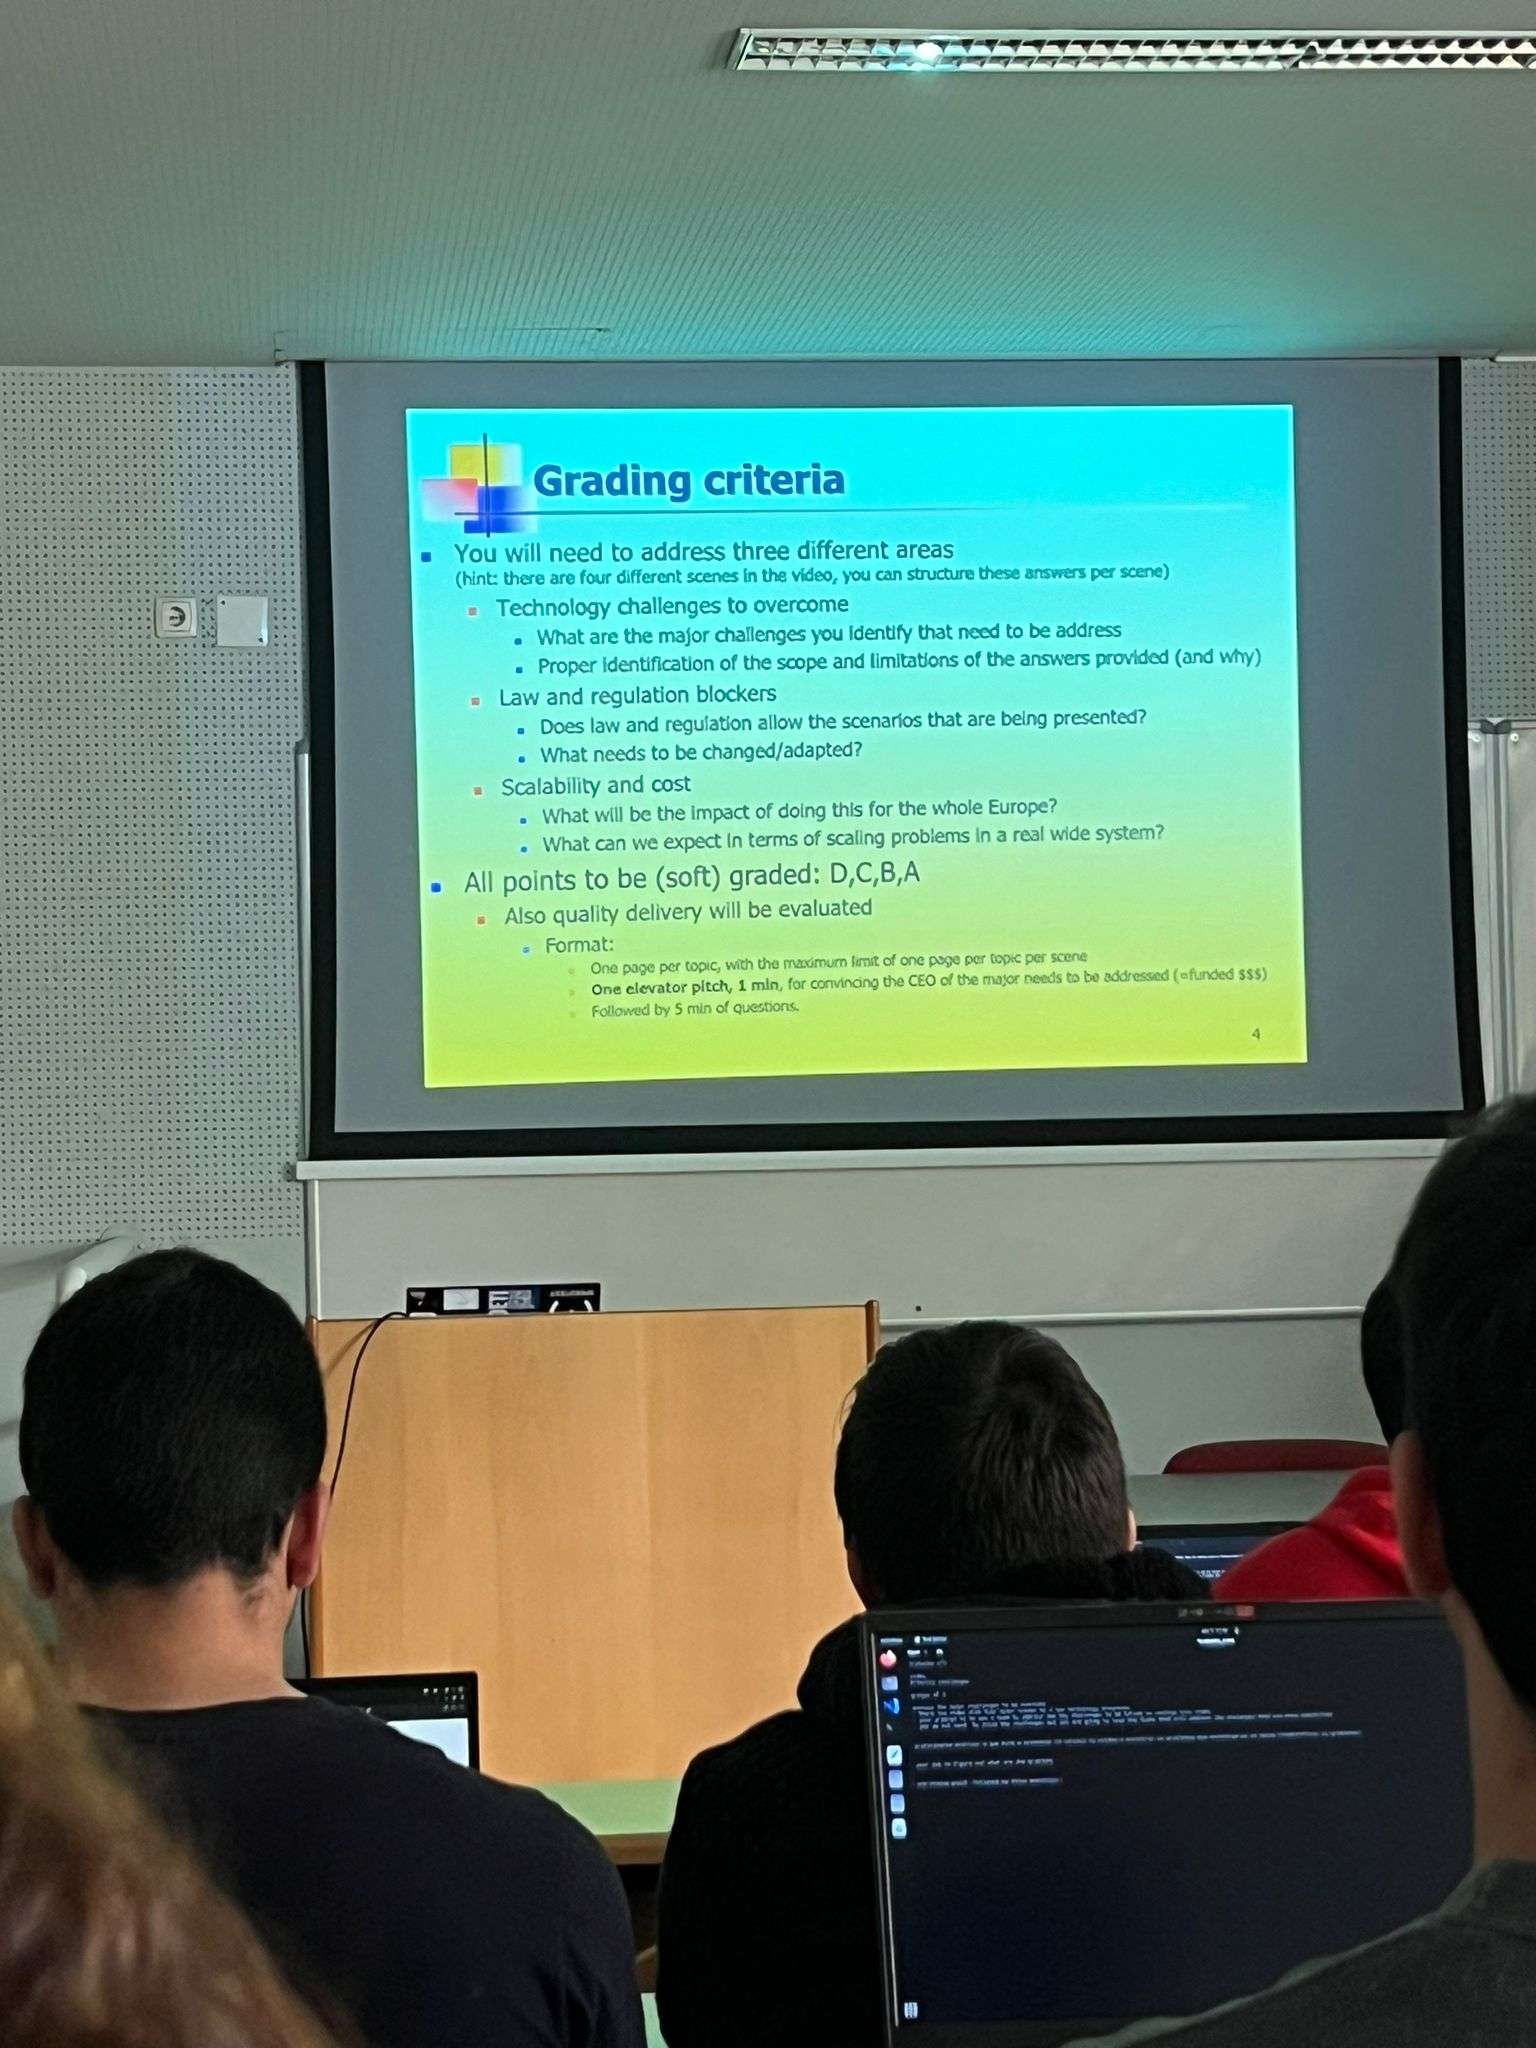 Grading criteria
You will need to address three different areas
(hint: there are four different scenes in the video, you can structure these answers per scene)
Technology challenges to overcome
What are the major challenges you identify that need to be address
Proper identification of the scope and limitations of the answers provided (and why)
Law and regulation blockers
Does law and regulation allow the scenarios that are being presented?
What needs to be changed/adapted?
Scalability and cost
What will be the impact of doing this for the whole Europe?
What can we expect in terms of scaling problems in a real wide system?
All points to be (soft) graded: D,C,B,A
Also quality delivery will be evaluated
Format:
One page per topic, with the maximum limit of one page per topic per scene
One elevator pitch, 1 min, for convincing the CEO of the major needs to be addressed (=funded $$$)
Followed by 5 min of questions.
4